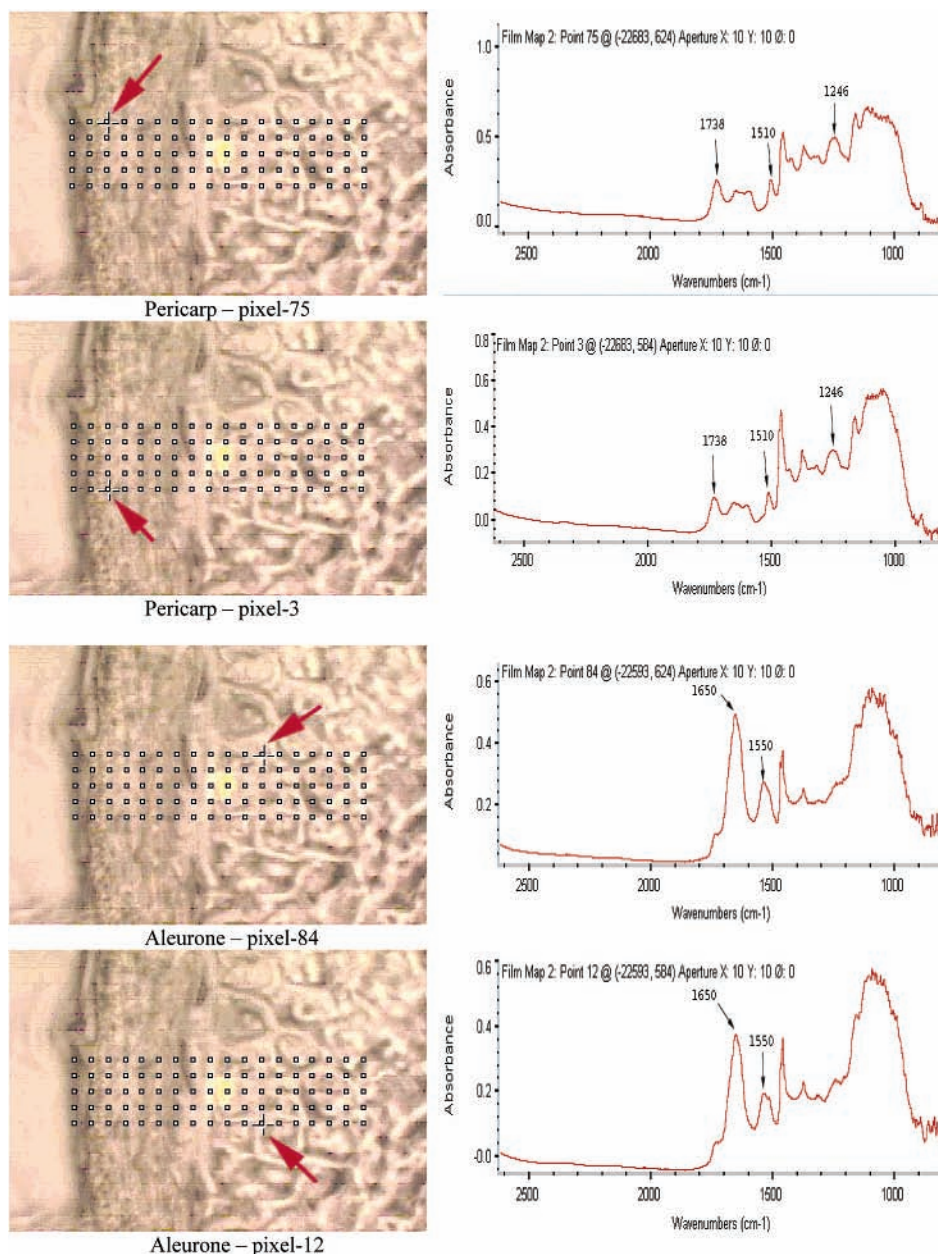 Film Map 2: Point 75 @ (-22683, 624) Aperture X: 10 Y: 10 Ø: 0
Absorbance
1.0
0.5
0.0
1738
1510
1246
2500 2000 1500 1000
Wavenumbers (cm-1)
Pericarp – pixel-75
Film Map 2: Point 3 @ (-22683, 584) Aperture X: 10 Y: 10 Ø: 0
Absorbance
0.8
0.6
0.4
0.2
0.0
1738
1510
1246
2500 2000 1500 1000
Wavenumbers (cm-1)
Pericarp – pixel-3
Film Map 2: Point 84 @ (-22593, 624) Aperture X: 10 Y: 10 Ø: 0
Absorbance
0.6
0.4
0.2
1650
1550
2500 2000 1500 1000
Wavenumbers (cm-1)
Aleurone – pixel-84
Film Map 2: Point 12 @ (-22593, 584) Aperture X: 10 Y: 10 Ø: 0
Absorbance
0.6
0.4
0.2
-0.0
1650
1550
2500 2000 1500 1000
Wavenumbers (cm-1)
Aleurone – pixel-12